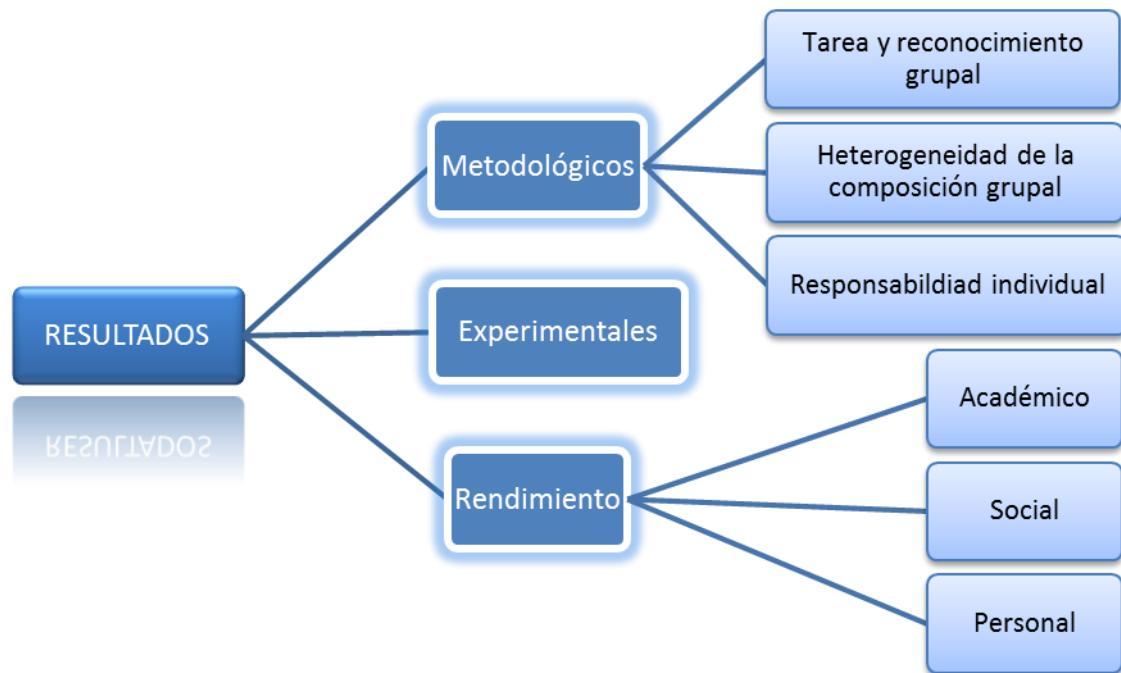 RESULTADOS
Metodológicos
Tarea y reconocimiento
grupal
Heterogeneidad de la
composición grupal
Responsabildiad individual
Experimentales
Rendimiento
Académico
Social
Personal